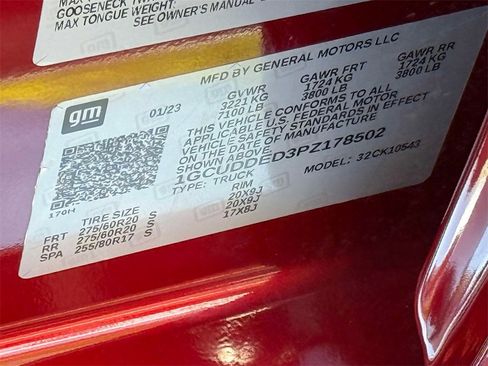 GOOSENECK
MAX TONGUE WEIGHT:
SEE OWNER'S MANUAL
gm
01/23
MFD BY GENERAL MOTORS LLC
GVWR GAWR FRT GAWR RR
3221 KG 1724 KG 1724 KG
7100 LB 3800 LB 3800 LB
THIS VEHICLE CONFORMS TO ALL
APPLICABLE U.S. FEDERAL MOTOR
VEHICLE SAFETY STANDARDS IN EFFECT
ON THE DATE OF MANUFACTURE
1GCUDDED3PZ178502
TYPE: TRUCK MODEL: 32CK10543
170H
TIRE SIZE RIM
FRT 275/60R20 S 20X9J
RR 275/60R20 S 20X9J
SPA 255/80R17 S 17X8J